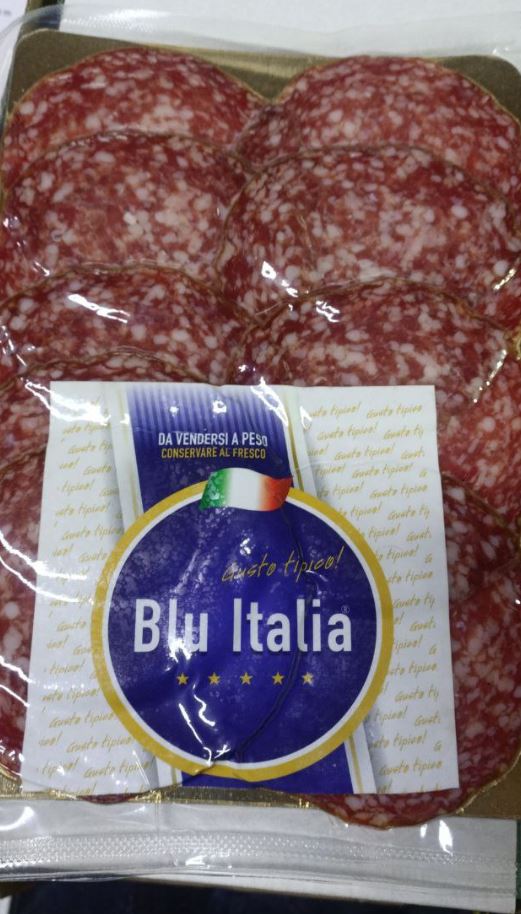 DA VENDERSI A PESO
CONSERVARE AL FRESCO
Gusto tipico!
Blu Italia®